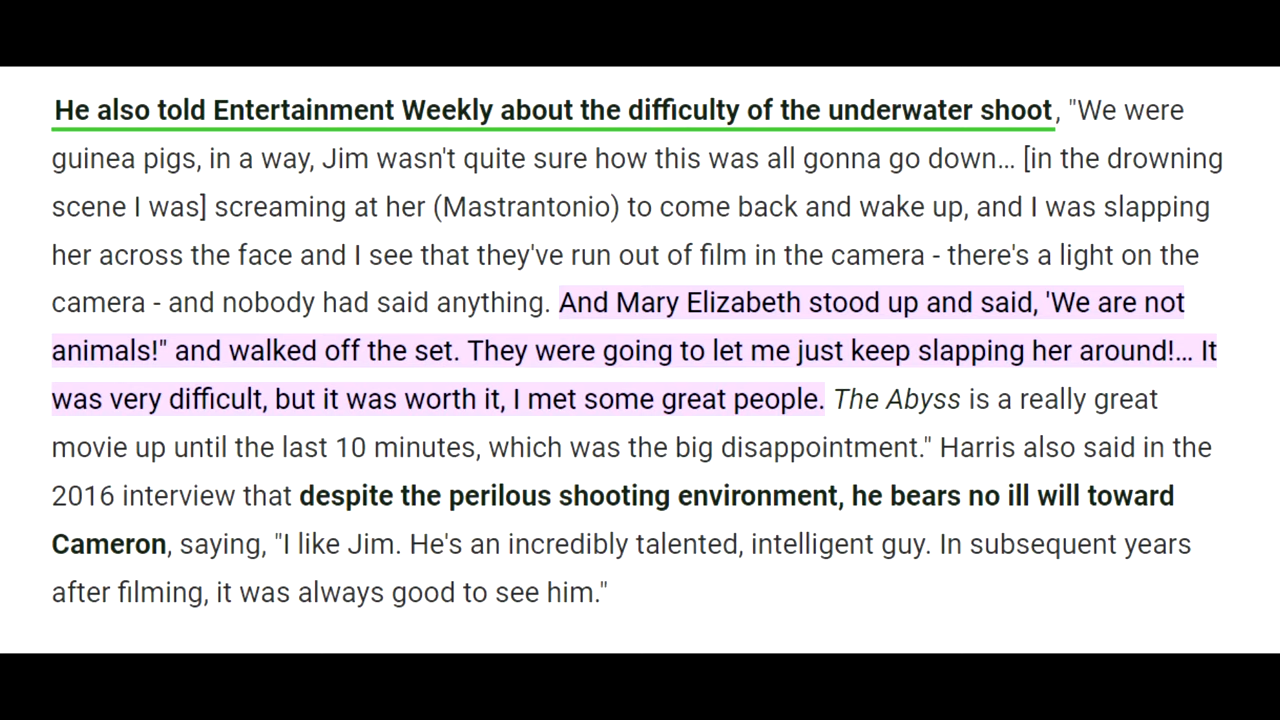 He also told Entertainment Weekly about the difficulty of the underwater shoot, "We were
guinea pigs, in a way, Jim wasn't quite sure how this was all gonna go down... [in the drowning
scene I was] screaming at her (Mastrantonio) to come back and wake up, and I was slapping
her across the face and I see that they've run out of film in the camera - there's a light on the
camera - and nobody had said anything. And Mary Elizabeth stood up and said, 'We are not
animals!" and walked off the set. They were going to let me just keep slapping her around!... It
was very difficult, but it was worth it, I met some great people. The Abyss is a really great
movie up until the last 10 minutes, which was the big disappointment." Harris also said in the
2016 interview that despite the perilous shooting environment, he bears no ill will toward
Cameron, saying, "I like Jim. He's an incredibly talented, intelligent guy. In subsequent years
after filming, it was always good to see him."